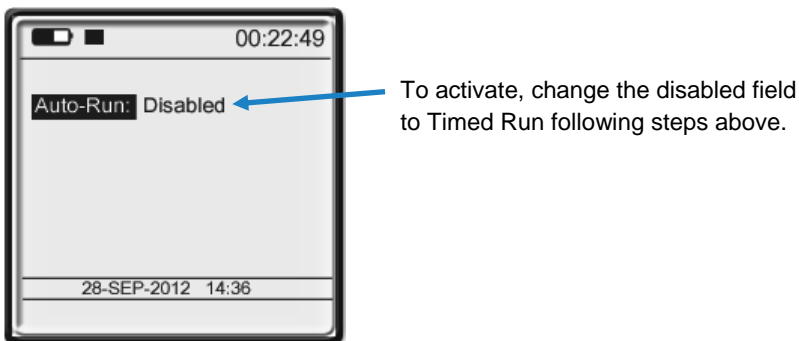 00:22:49
Auto-Run: Disabled
To activate, change the disabled field
to Timed Run following steps above.
28-SEP-2012 14:36